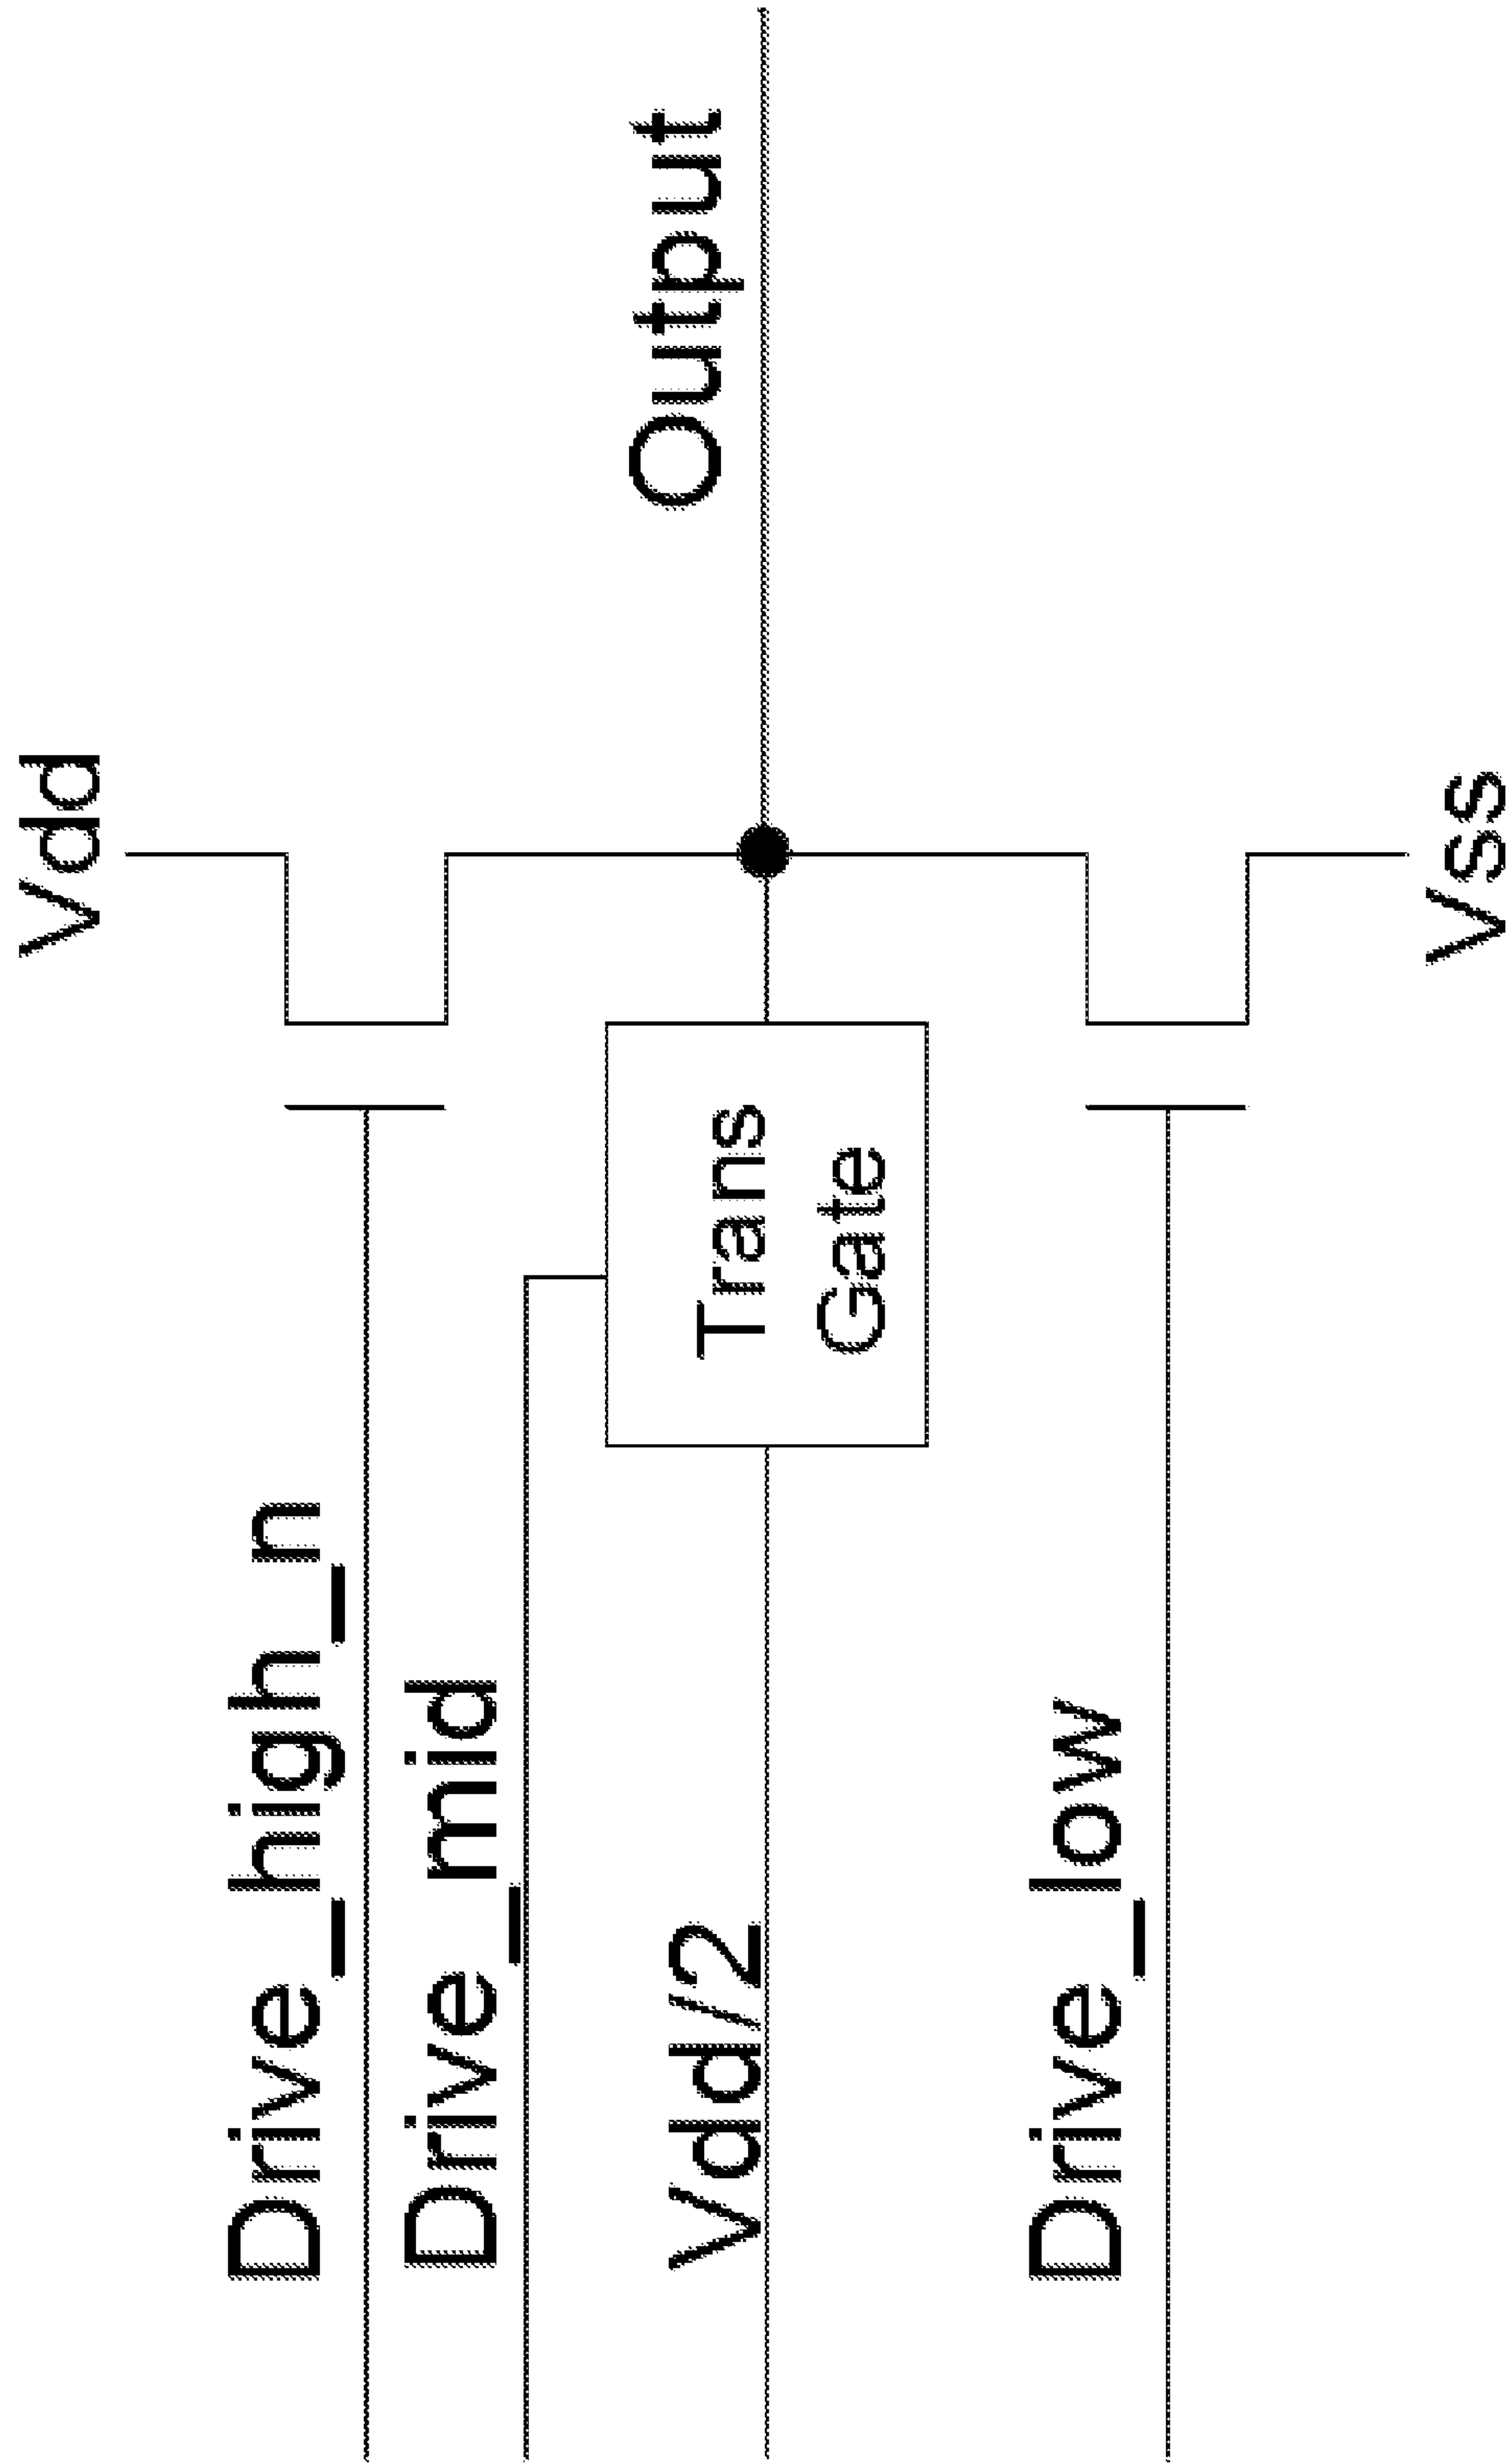 Vdd
Drive_high_n
Drive_mid
Output
Trans
Gate
Vdd/2
Drive_low
Vss